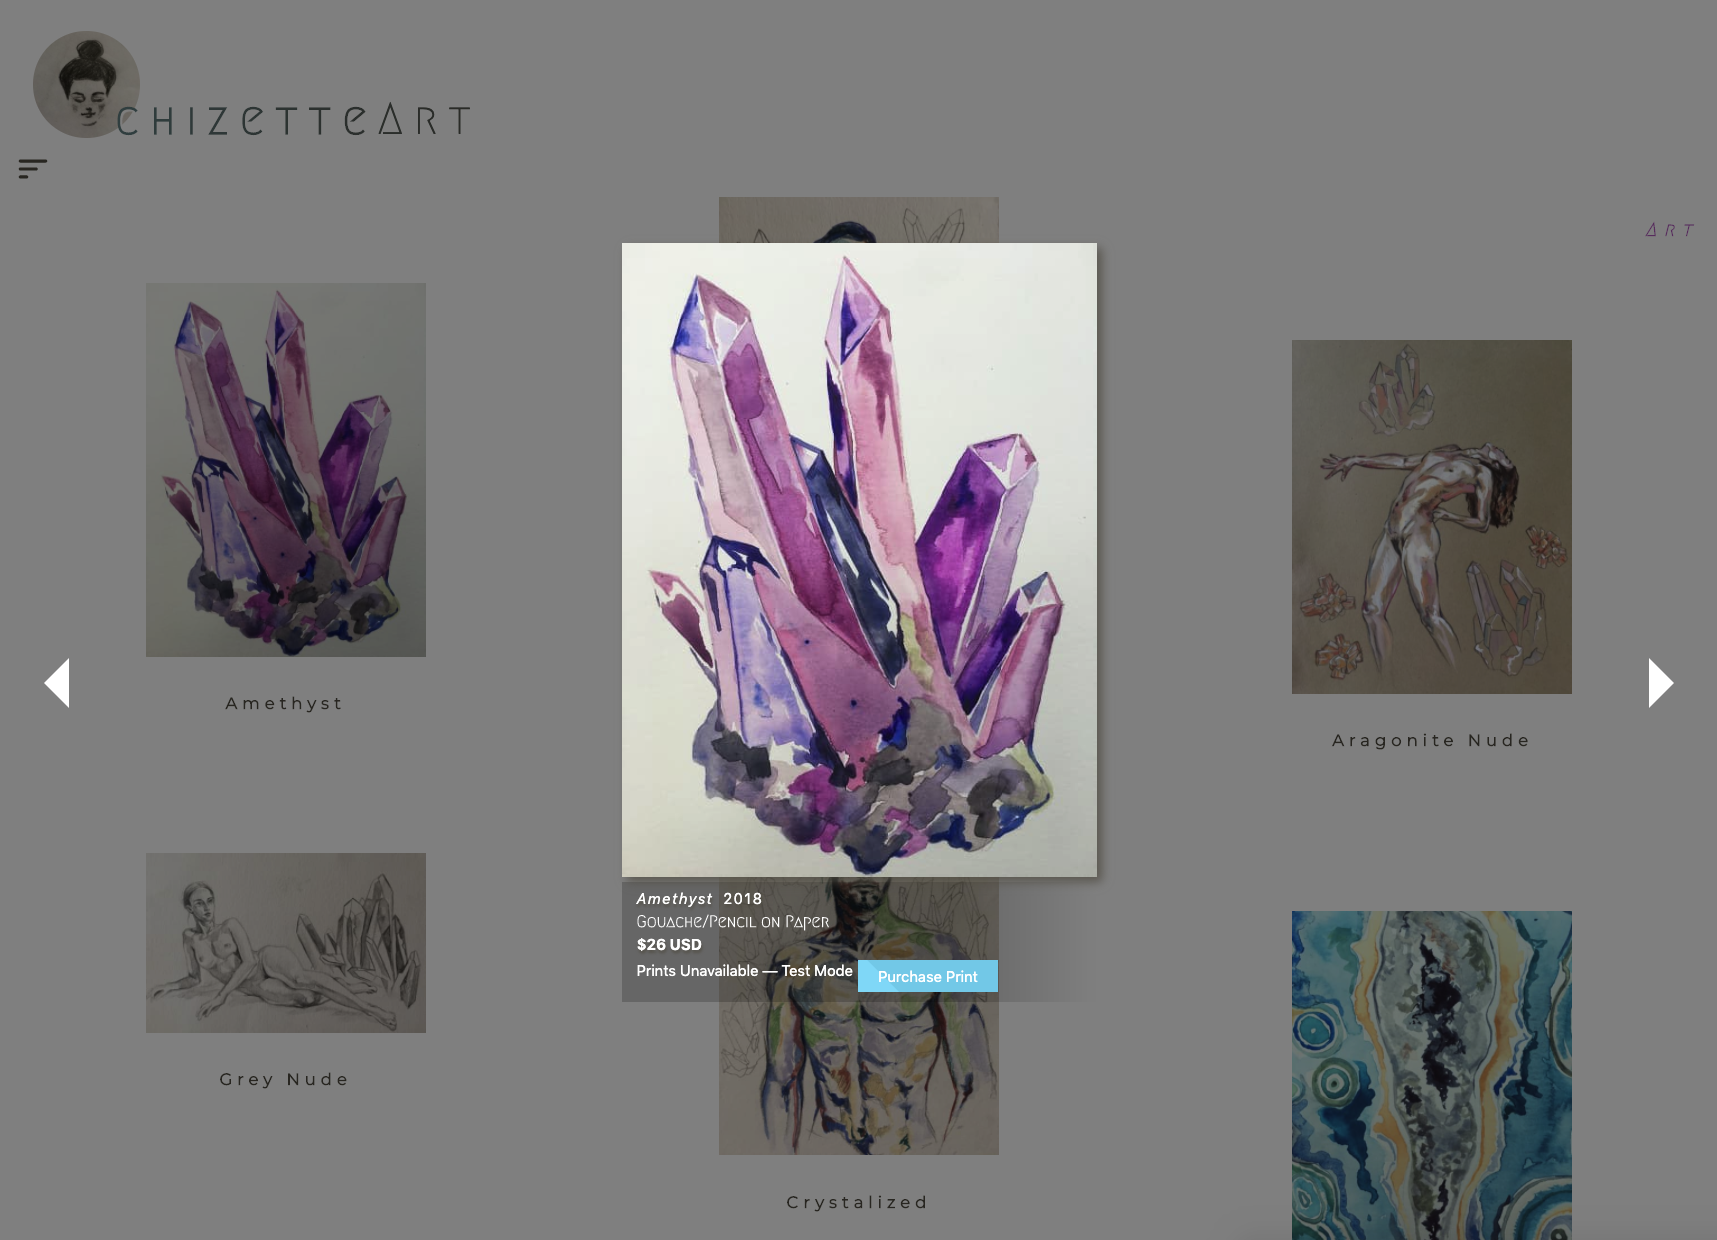 CHIZETTEART
ART
Amethyst
Aragonite Nude
Amethyst 2018
Gouache/Pencil on Paper
$26 USD
Prints Unavailable — Test Mode
Purchase Print
Grey Nude
Crystalized